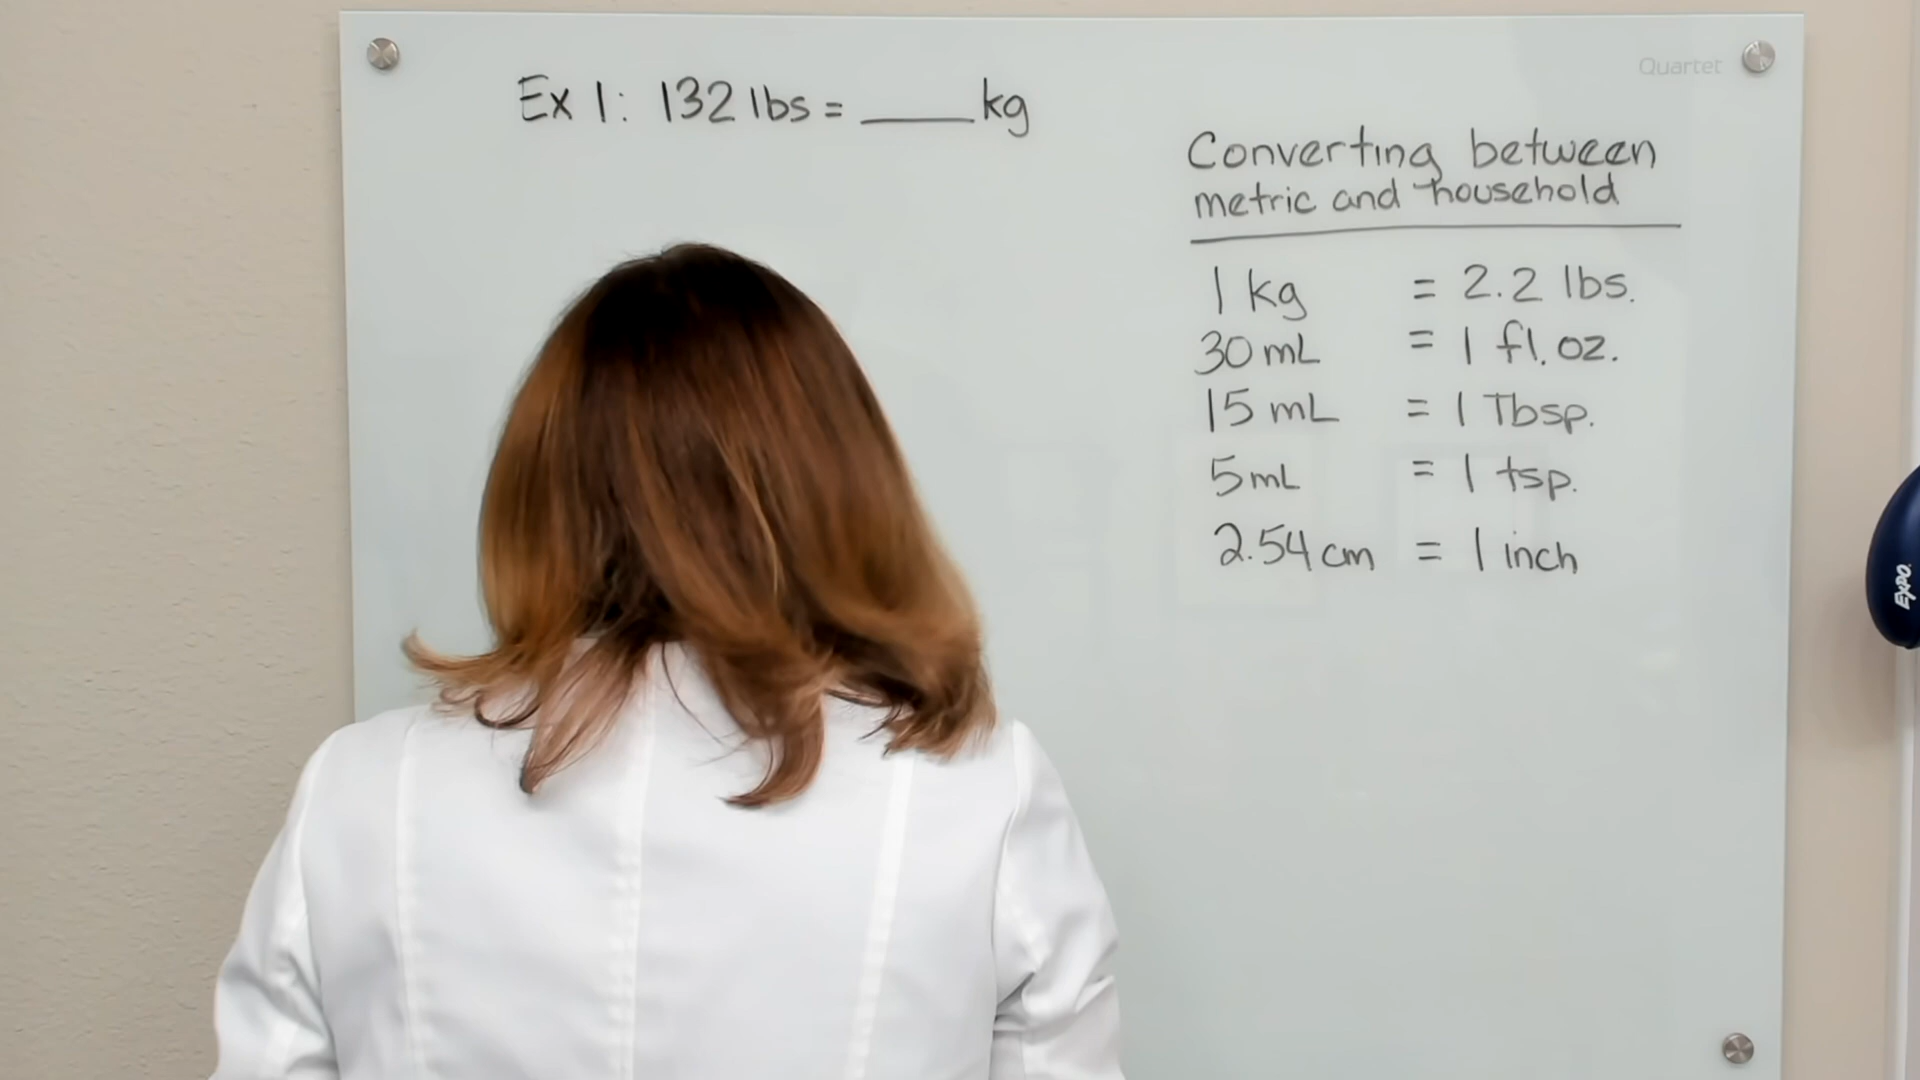 Quartet
Ex 1: 132 lbs = ____ kg
Converting between
metric and household
1 kg = 2.2 lbs.
30 mL = 1 fl. oz.
15 mL = 1 Tbsp.
5 mL = 1 tsp.
2.54 cm = 1 inch
EXPO